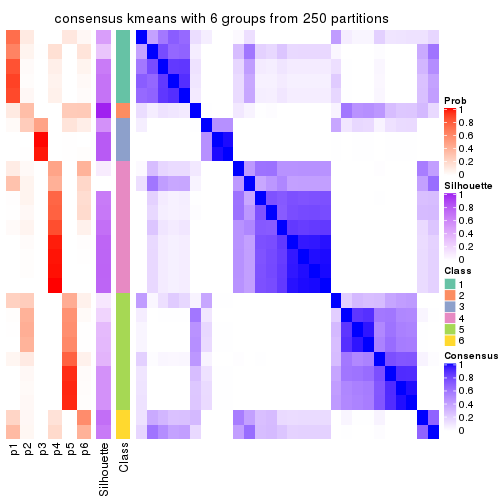 consensus kmeans with 6 groups from 250 partitions
Prob
1
0.8
0.6
0.4
0.2
0
Silhouette
1
0.8
0.6
0.4
0.2
0
Class
1
2
3
4
5
6
Consensus
1
0.8
0.6
0.4
0.2
0
p1
p2
p3
p4
p5
p6
Silhouette
Class